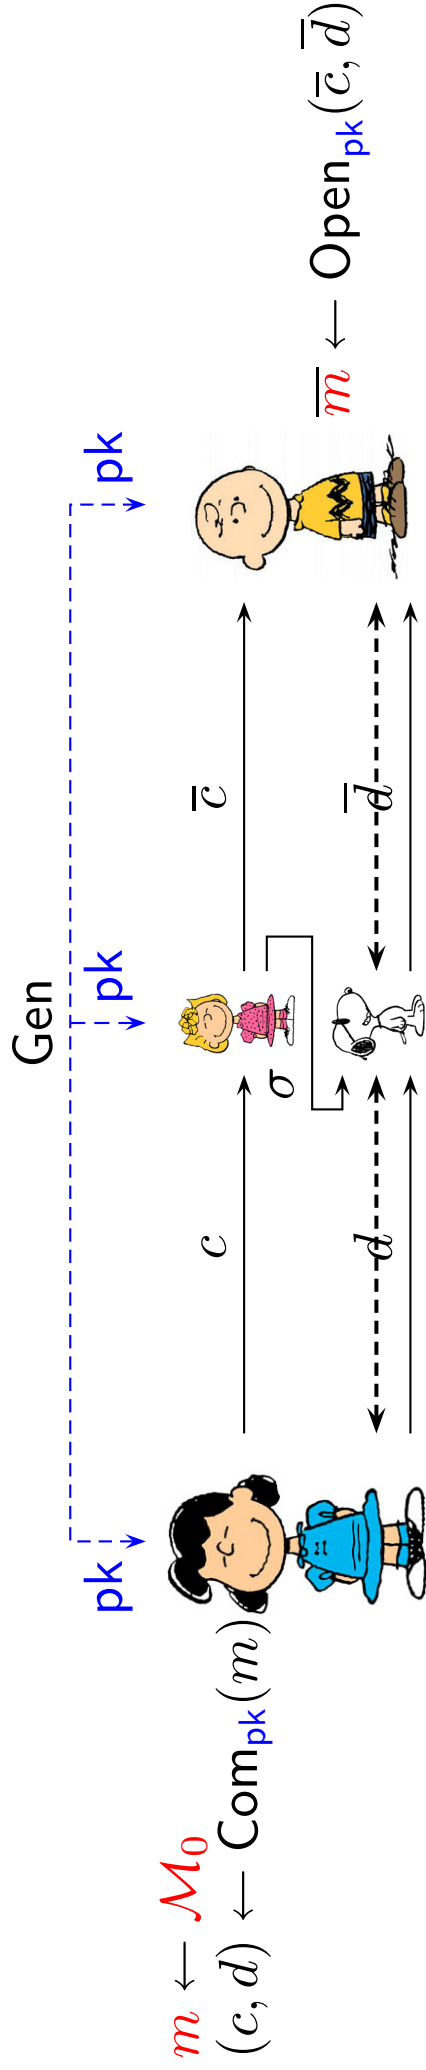 Gen
pk
pk
pk
m ← ℳ₀
(c, d) ← Com_pk(m)
c
c̅
σ
d
d̅
m̅ ← Open_pk(c̅, d̅)